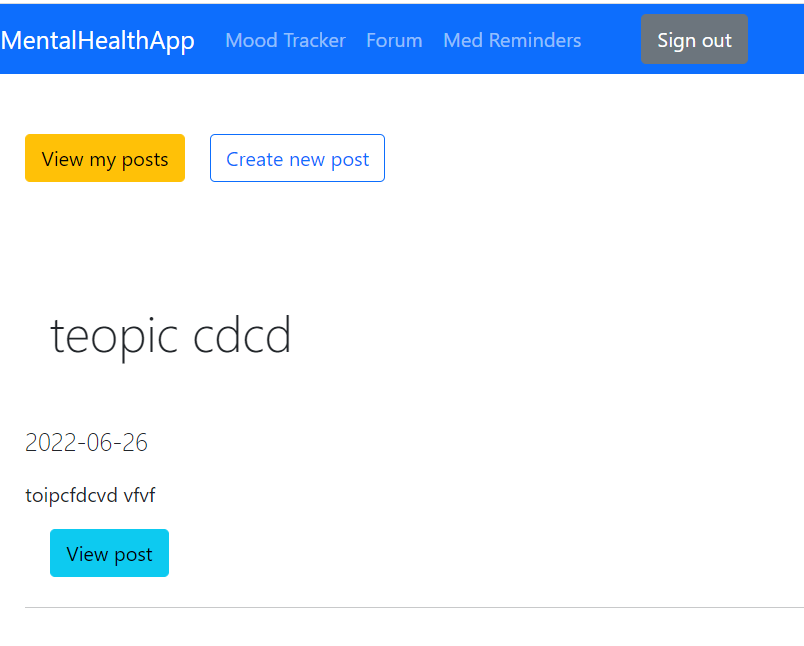 MentalHealthApp Mood Tracker Forum Med Reminders Sign out
View my posts Create new post
teopic cdcd
2022-06-26
toipcfdcvd vfvf
View post